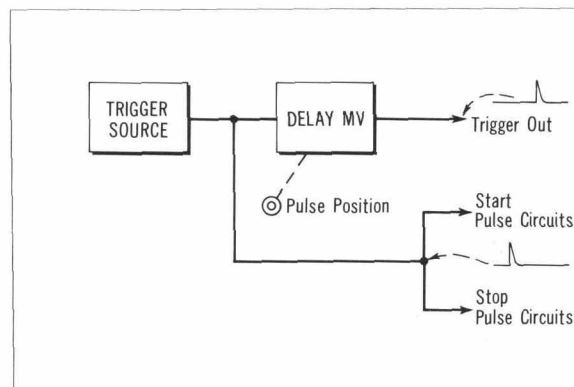 TRIGGER
SOURCE
DELAY MV
Trigger Out
Pulse Position
Start
Pulse Circuits
Stop
Pulse Circuits